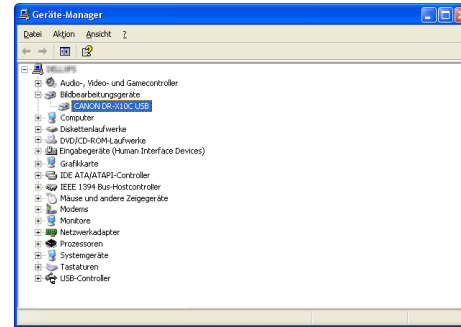 Geräte-Manager
Datei Aktion Ansicht ?
Audio-, Video- und Gamecontroller
Bildbearbeitungsgeräte
CANON DR-X10C USB
Computer
Diskettenlaufwerke
DVD/CD-ROM-Laufwerke
Eingabegeräte (Human Interface Devices)
Grafikkarte
IDE ATA/ATAPI-Controller
IEEE 1394 Bus-Hostcontroller
Mäuse und andere Zeigegeräte
Modems
Monitore
Netzwerkadapter
Prozessoren
Systemgeräte
Tastaturen
USB-Controller